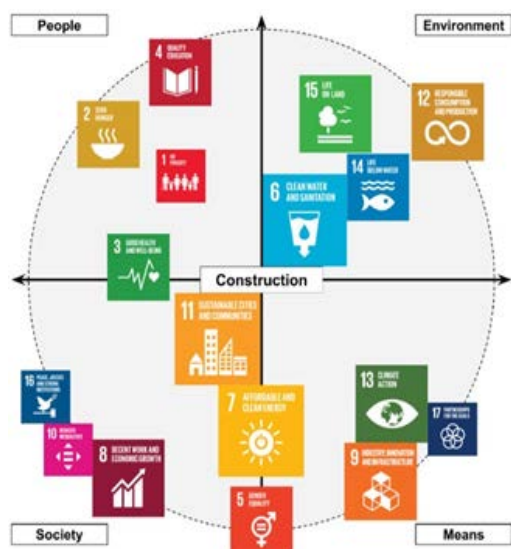 People
Environment
4 QUALITY
EDUCATION
15 LIFE
ON LAND
12 RESPONSIBLE
CONSUMPTION
AND PRODUCTION
2 ZERO
HUNGER
1 NO
POVERTY
14 LIFE
BELOW WATER
6 CLEAN WATER
AND SANITATION
3 GOOD HEALTH
AND WELL-BEING
Construction
11 SUSTAINABLE CITIES
AND COMMUNITIES
16 PEACE, JUSTICE
AND STRONG
INSTITUTIONS
7 AFFORDABLE AND
CLEAN ENERGY
13 CLIMATE
ACTION
17 PARTNERSHIPS
FOR THE GOALS
10 REDUCED
INEQUALITIES
8 DECENT WORK AND
ECONOMIC GROWTH
9 INDUSTRY, INNOVATION
AND INFRASTRUCTURE
5 GENDER
EQUALITY
Society
Means